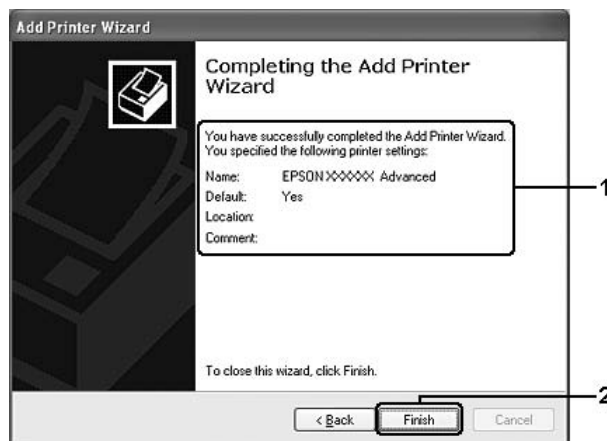 Add Printer Wizard
Completing the Add Printer
Wizard
You have successfully completed the Add Printer Wizard.
You specified the following printer settings:
Name: EPSON XXXXXX Advanced
Default: Yes
Location:
Comment:
1
To close this wizard, click Finish.
2
< Back Finish Cancel